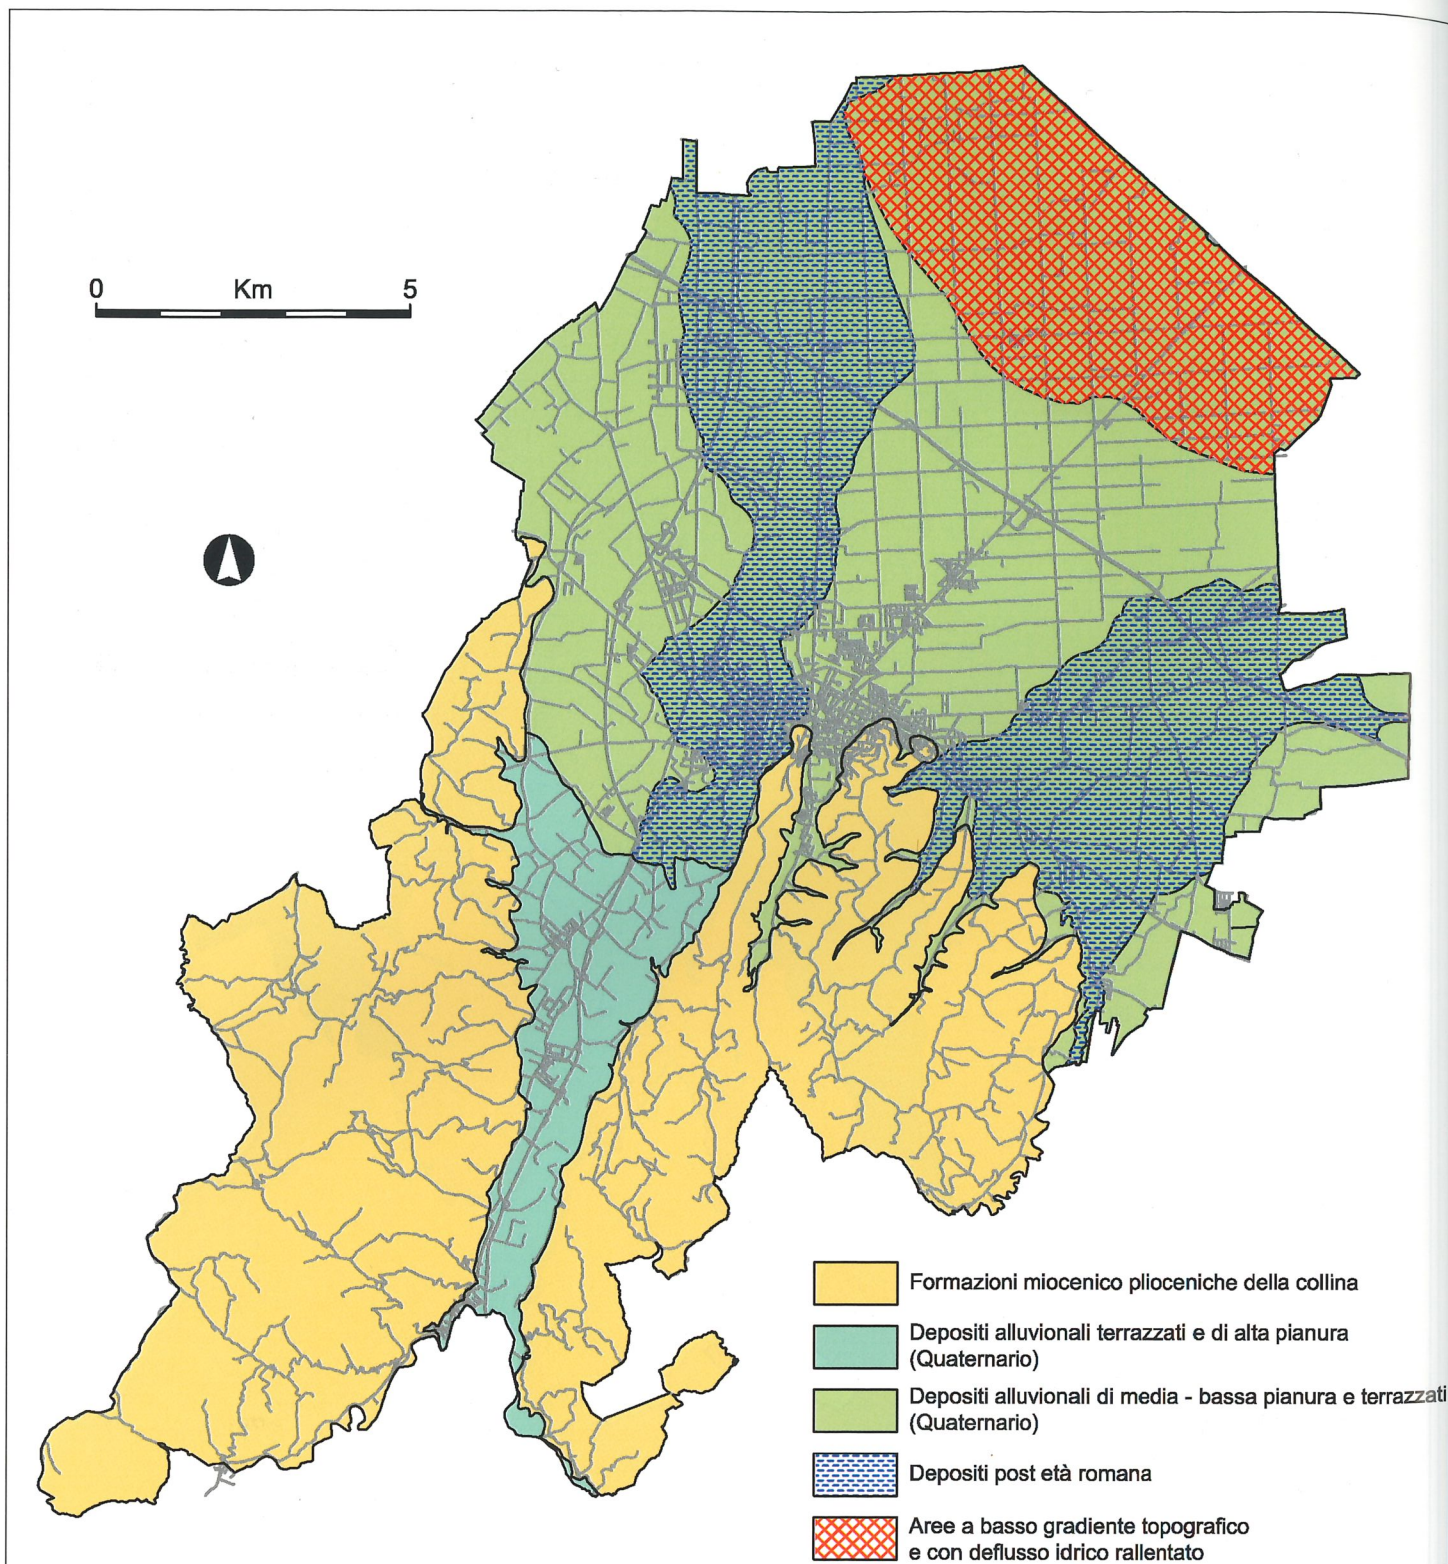 0 Km 5
Formazioni miocenico plioceniche della collina
Depositi alluvionali terrazzati e di alta pianura
(Quaternario)
Depositi alluvionali di media - bassa pianura e terrazzati
(Quaternario)
Depositi post età romana
Aree a basso gradiente topografico
e con deflusso idrico rallentato